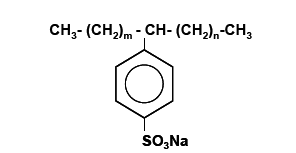 CH₃- (CH₂)ₘ - CH- (CH₂)ₙ-CH₃
SO₃Na